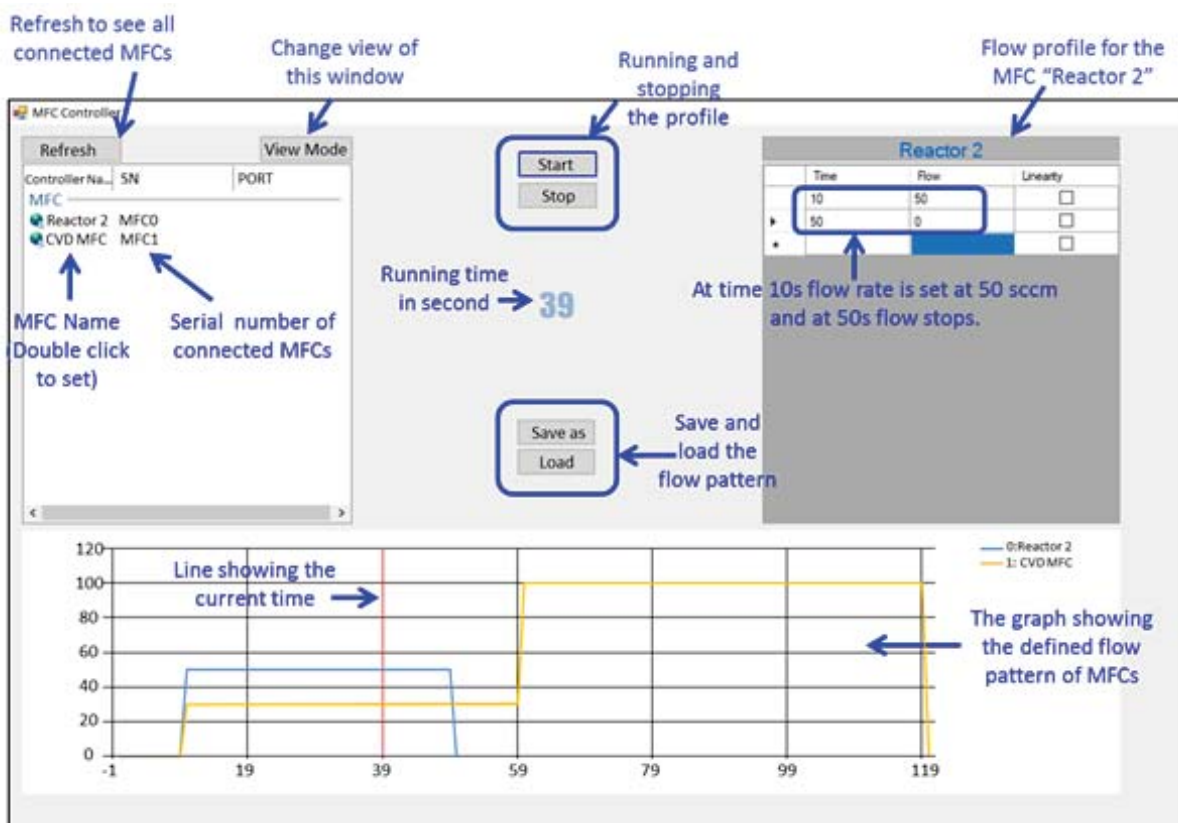 Refresh to see all
connected MFCs
Change view of
this window
Running and
stopping
the profile
Flow profile for the
MFC “Reactor 2”
MFC Controller
Refresh
View Mode
Controller Na...
SN
PORT
MFC
Reactor 2
MFC0
CVD MFC
MFC1
MFC Name
(Double click
to set)
Serial number of
connected MFCs
Start
Stop
Running time
in second
39
Save as
Load
Save and
load the
flow pattern
Reactor 2
Time
Flow
Linearity
10
50
50
0
At time 10s flow rate is set at 50 sccm
and at 50s flow stops.
120
100
80
60
40
20
0
-1
19
39
59
79
99
119
Line showing the
current time
0:Reactor 2
1: CVD MFC
The graph showing
the defined flow
pattern of MFCs